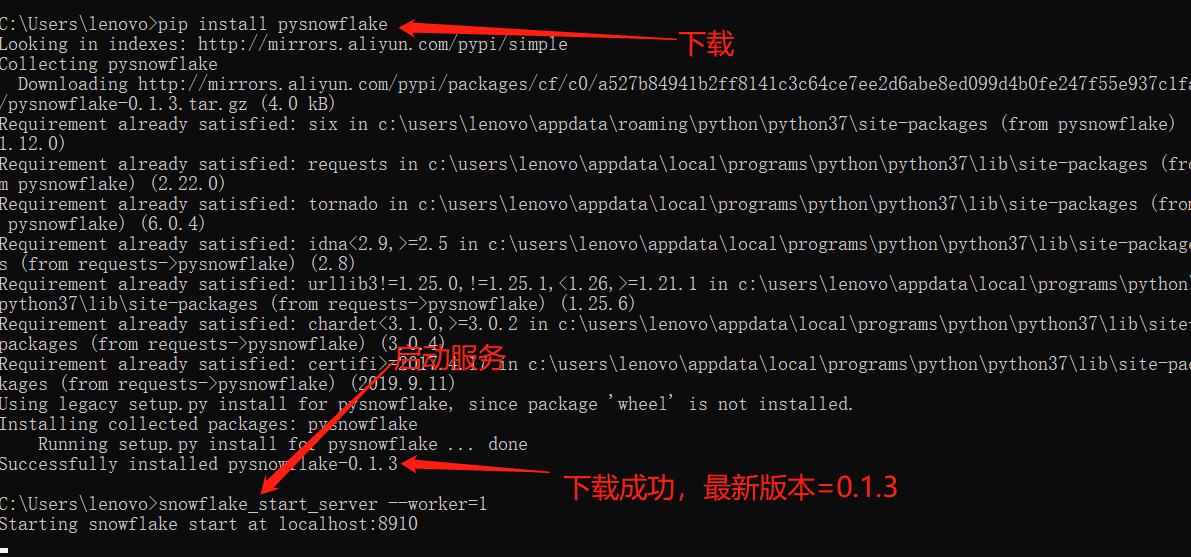 C:\Users\lenovo>pip install pysnowflake
下载
Looking in indexes: http://mirrors.aliyun.com/pypi/simple
Collecting pysnowflake
Downloading http://mirrors.aliyun.com/pypi/packages/cf/c0/a527b84941b2ff8141c3c64ce7ee2d6abe8ed099d4b0fe247f55e937c1fa
/pysnowflake-0.1.3.tar.gz (4.0 kB)
Requirement already satisfied: six in c:\users\lenovo\appdata\roaming\python\python37\site-packages (from pysnowflake)
1.12.0)
Requirement already satisfied: requests in c:\users\lenovo\appdata\local\programs\python\python37\lib\site-packages (fro
m pysnowflake) (2.22.0)
Requirement already satisfied: tornado in c:\users\lenovo\appdata\local\programs\python\python37\lib\site-packages (from
pysnowflake) (6.0.4)
Requirement already satisfied: idna<2.9,>=2.5 in c:\users\lenovo\appdata\local\programs\python\python37\lib\site-package
s (from requests->pysnowflake) (2.8)
Requirement already satisfied: urllib3!=1.25.0,!=1.25.1,<1.26,>=1.21.1 in c:\users\lenovo\appdata\local\programs\python\
python37\lib\site-packages (from requests->pysnowflake) (1.25.6)
Requirement already satisfied: chardet<3.1.0,>=3.0.2 in c:\users\lenovo\appdata\local\programs\python\python37\lib\site-
packages (from requests->pysnowflake) (3.0.4)
启动服务
Requirement already satisfied: certifi>=2017.4.17 in c:\users\lenovo\appdata\local\programs\python\python37\lib\site-pac
kages (from requests->pysnowflake) (2019.9.11)
Using legacy setup.py install for pysnowflake, since package 'wheel' is not installed.
Installing collected packages: pysnowflake
Running setup.py install for pysnowflake ... done
Successfully installed pysnowflake-0.1.3
下载成功，最新版本=0.1.3
C:\Users\lenovo>snowflake_start_server --worker=1
Starting snowflake start at localhost:8910